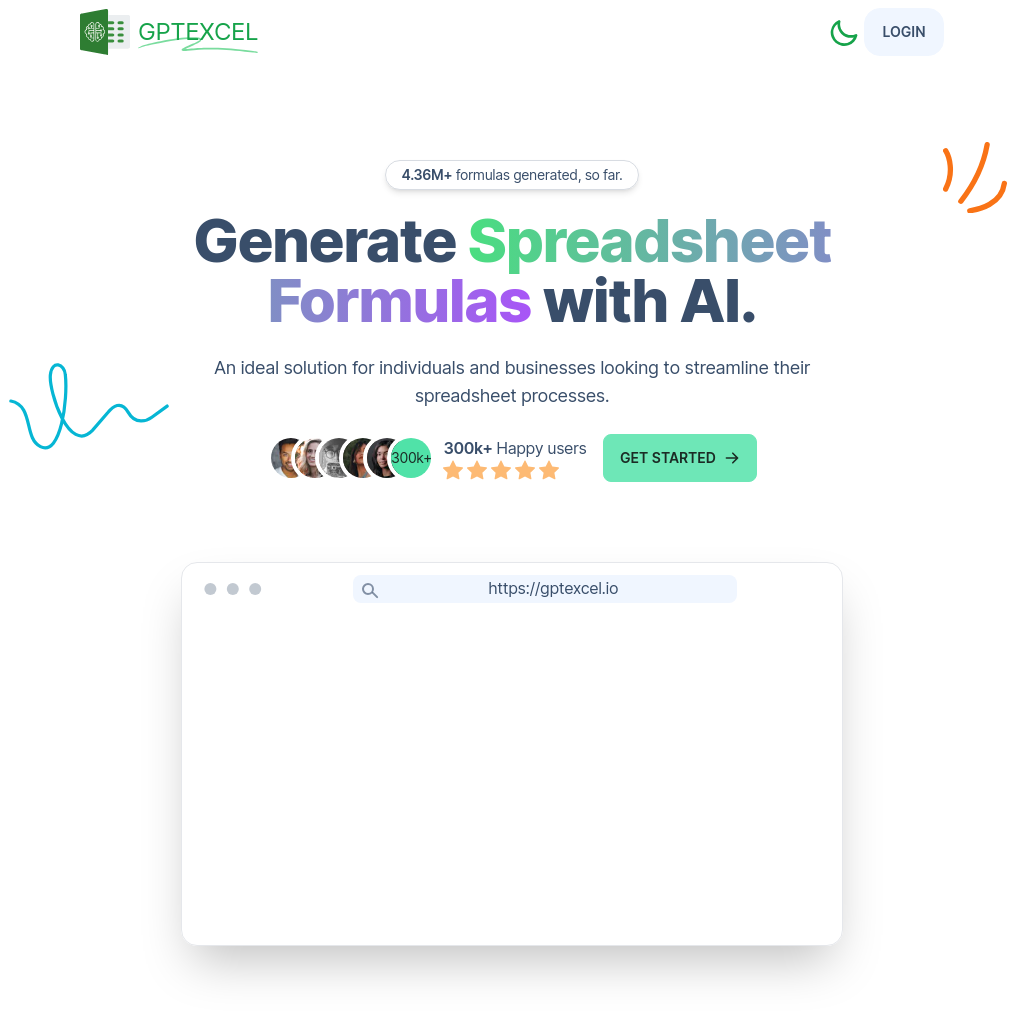 GPTEXCEL
LOGIN
4.36M+ formulas generated, so far.
Generate Spreadsheet
Formulas with AI.
An ideal solution for individuals and businesses looking to streamline their
spreadsheet processes.
300k+
300k+ Happy users
GET STARTED
https://gptexcel.io